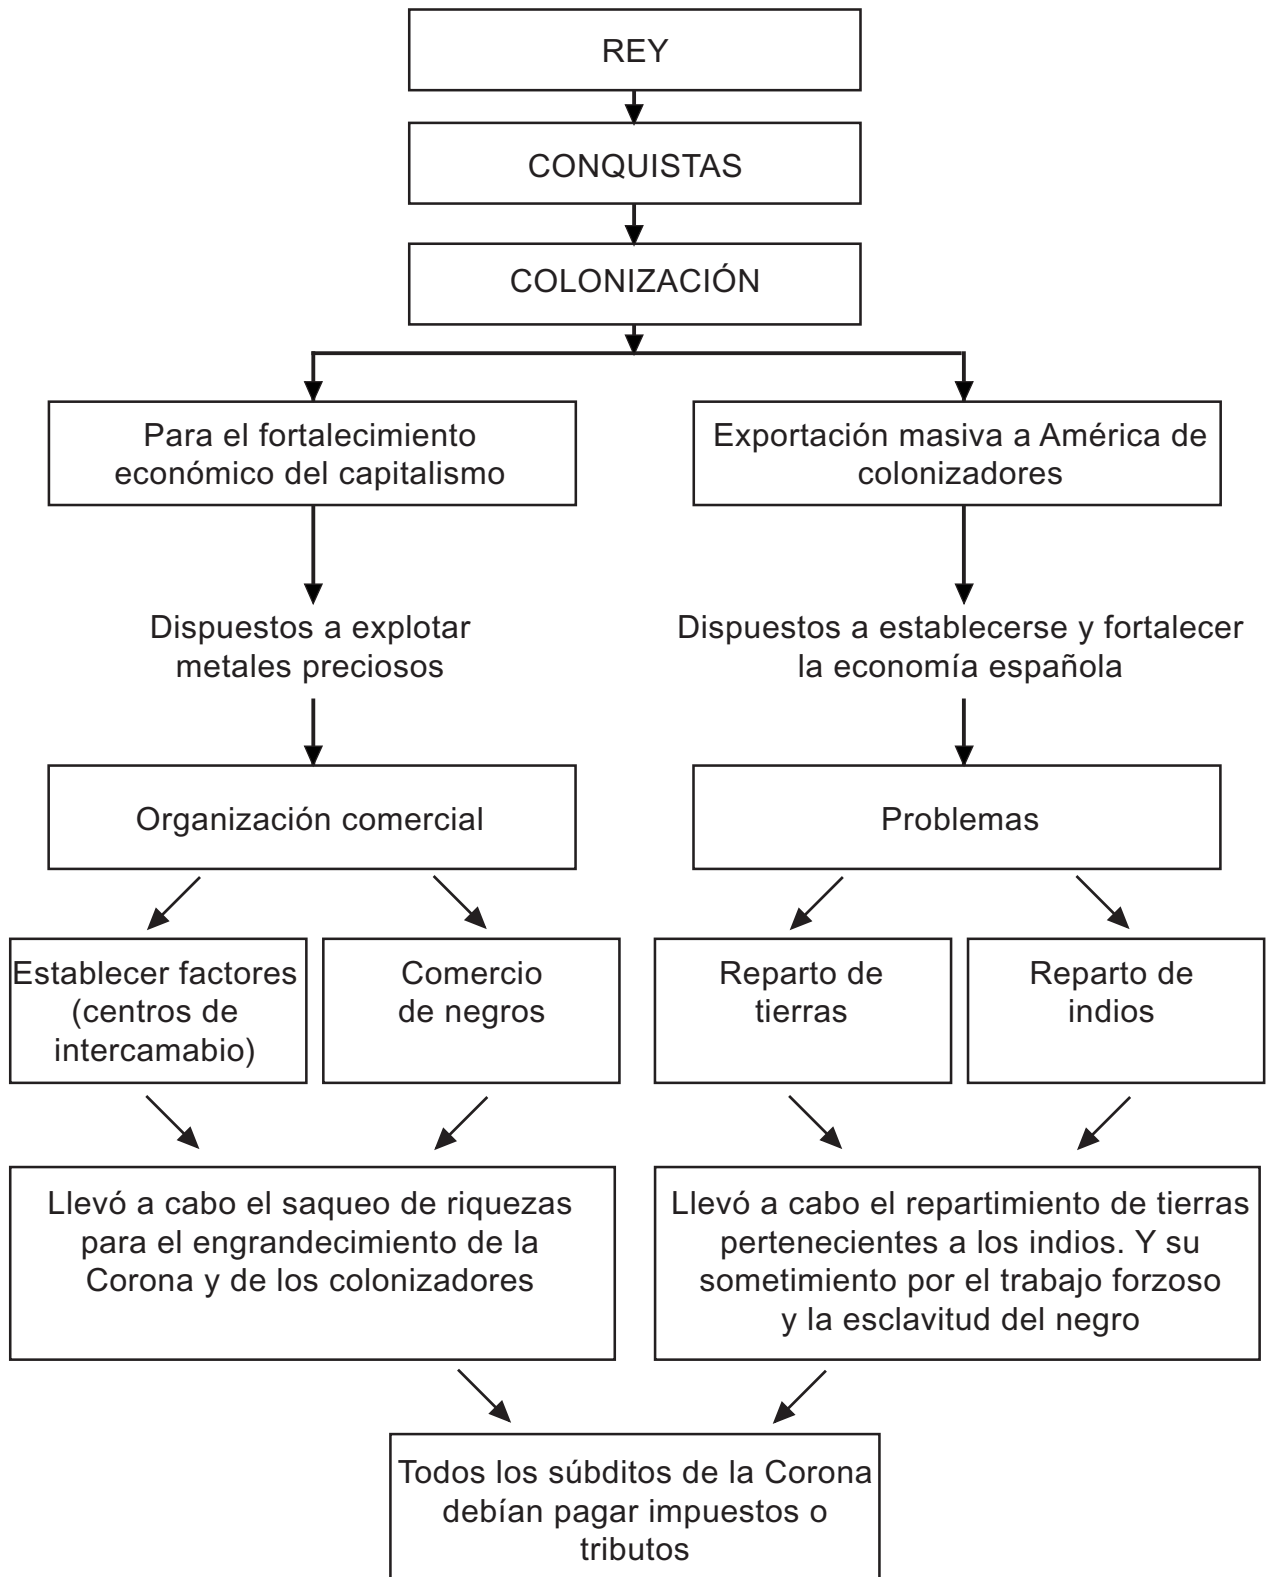 REY
CONQUISTAS
COLONIZACIÓN
Para el fortalecimiento
económico del capitalismo
Exportación masiva a América de
colonizadores
Dispuestos a explotar
metales preciosos
Dispuestos a establecerse y fortalecer
la economía española
Organización comercial
Problemas
Establecer factores
(centros de
intercamabio)
Comercio
de negros
Reparto de
tierras
Reparto de
indios
Llevó a cabo el saqueo de riquezas
para el engrandecimiento de la
Corona y de los colonizadores
Llevó a cabo el repartimiento de tierras
pertenecientes a los indios. Y su
sometimiento por el trabajo forzoso
y la esclavitud del negro
Todos los súbditos de la Corona
debían pagar impuestos o
tributos